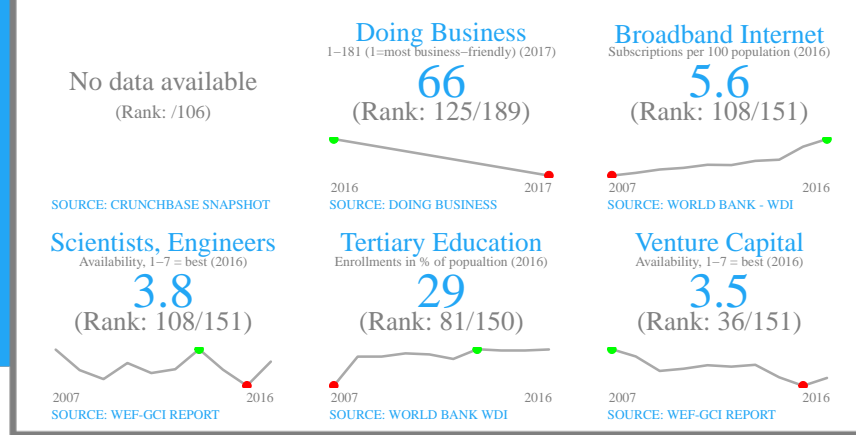 No data available
(Rank: /106)
SOURCE: CRUNCHBASE SNAPSHOT
Doing Business
1−181 (1=most business−friendly) (2017)
66
(Rank: 125/189)
2016 2017
SOURCE: DOING BUSINESS
Broadband Internet
Subscriptions per 100 population (2016)
5.6
(Rank: 108/151)
2007 2016
SOURCE: WORLD BANK - WDI
Scientists, Engineers
Availability, 1−7 = best (2016)
3.8
(Rank: 108/151)
2007 2016
SOURCE: WEF-GCI REPORT
Tertiary Education
Enrollments in % of popualtion (2016)
29
(Rank: 81/150)
2007 2016
SOURCE: WORLD BANK WDI
Venture Capital
Availability, 1−7 = best (2016)
3.5
(Rank: 36/151)
2007 2016
SOURCE: WEF-GCI REPORT